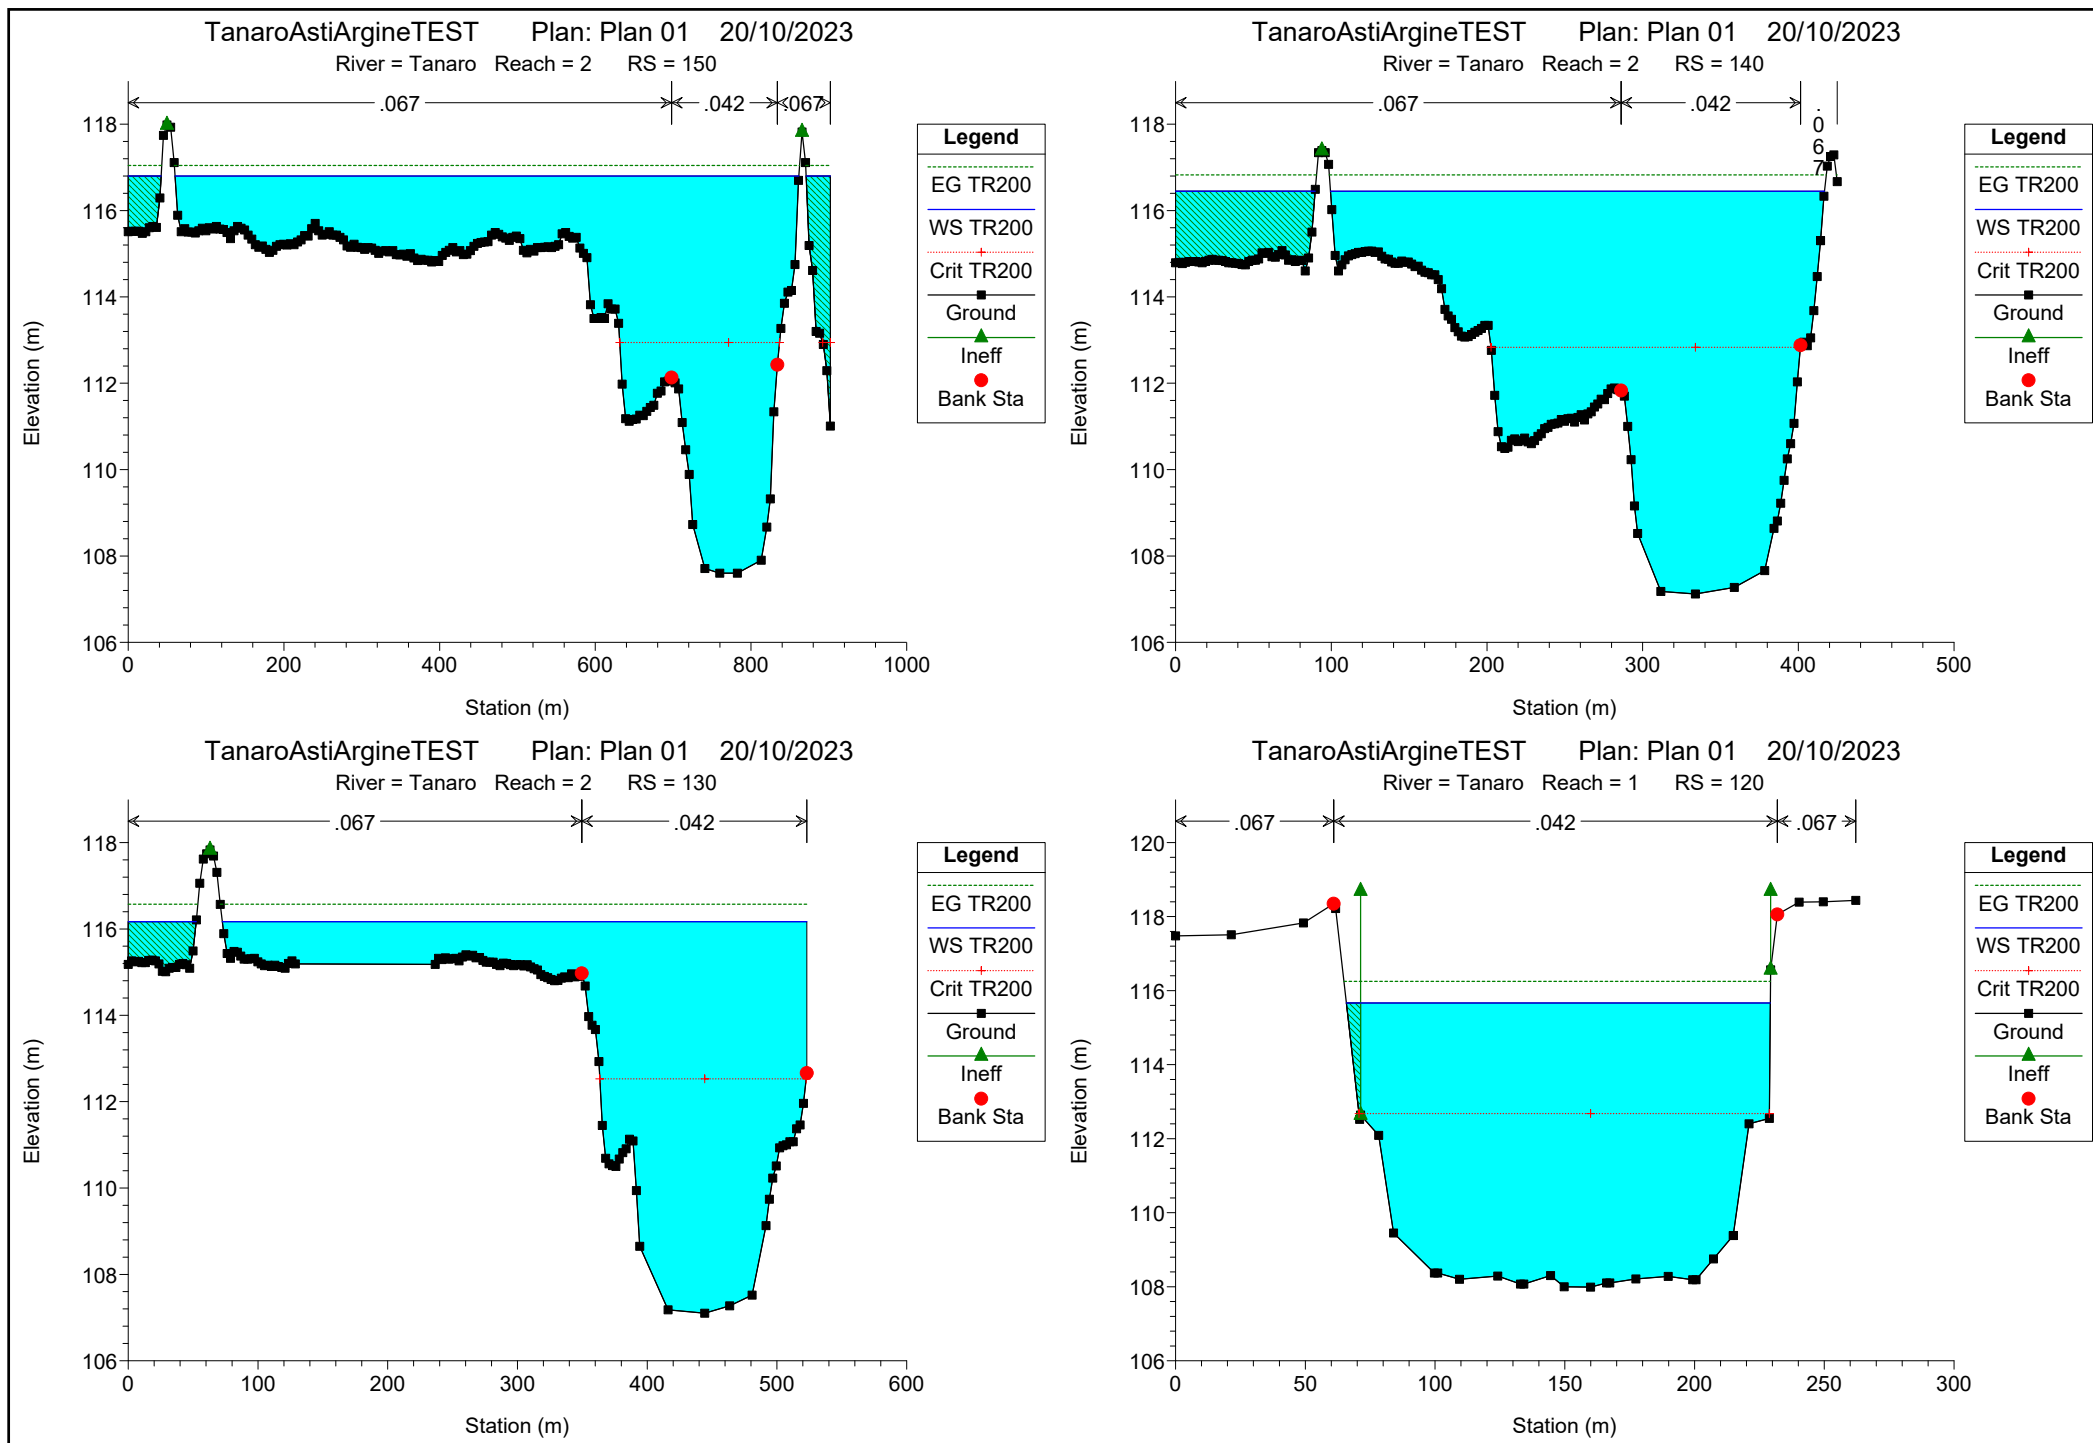 TanaroAstiArgineTEST Plan: Plan 01 20/10/2023
River = Tanaro Reach = 2 RS = 150
.067 .042 .067
118
116
114
112
110
108
106
Elevation (m)
0 200 400 600 800 1000
Station (m)
Legend
EG TR200
WS TR200
Crit TR200
Ground
Ineff
Bank Sta
TanaroAstiArgineTEST Plan: Plan 01 20/10/2023
River = Tanaro Reach = 2 RS = 140
.067 .042 .067
118
116
114
112
110
108
106
Elevation (m)
0 100 200 300 400 500
Station (m)
Legend
EG TR200
WS TR200
Crit TR200
Ground
Ineff
Bank Sta
TanaroAstiArgineTEST Plan: Plan 01 20/10/2023
River = Tanaro Reach = 2 RS = 130
.067 .042
118
116
114
112
110
108
106
Elevation (m)
0 100 200 300 400 500 600
Station (m)
Legend
EG TR200
WS TR200
Crit TR200
Ground
Ineff
Bank Sta
TanaroAstiArgineTEST Plan: Plan 01 20/10/2023
River = Tanaro Reach = 1 RS = 120
.067 .042 .067
120
118
116
114
112
110
108
106
Elevation (m)
0 50 100 150 200 250 300
Station (m)
Legend
EG TR200
WS TR200
Crit TR200
Ground
Ineff
Bank Sta